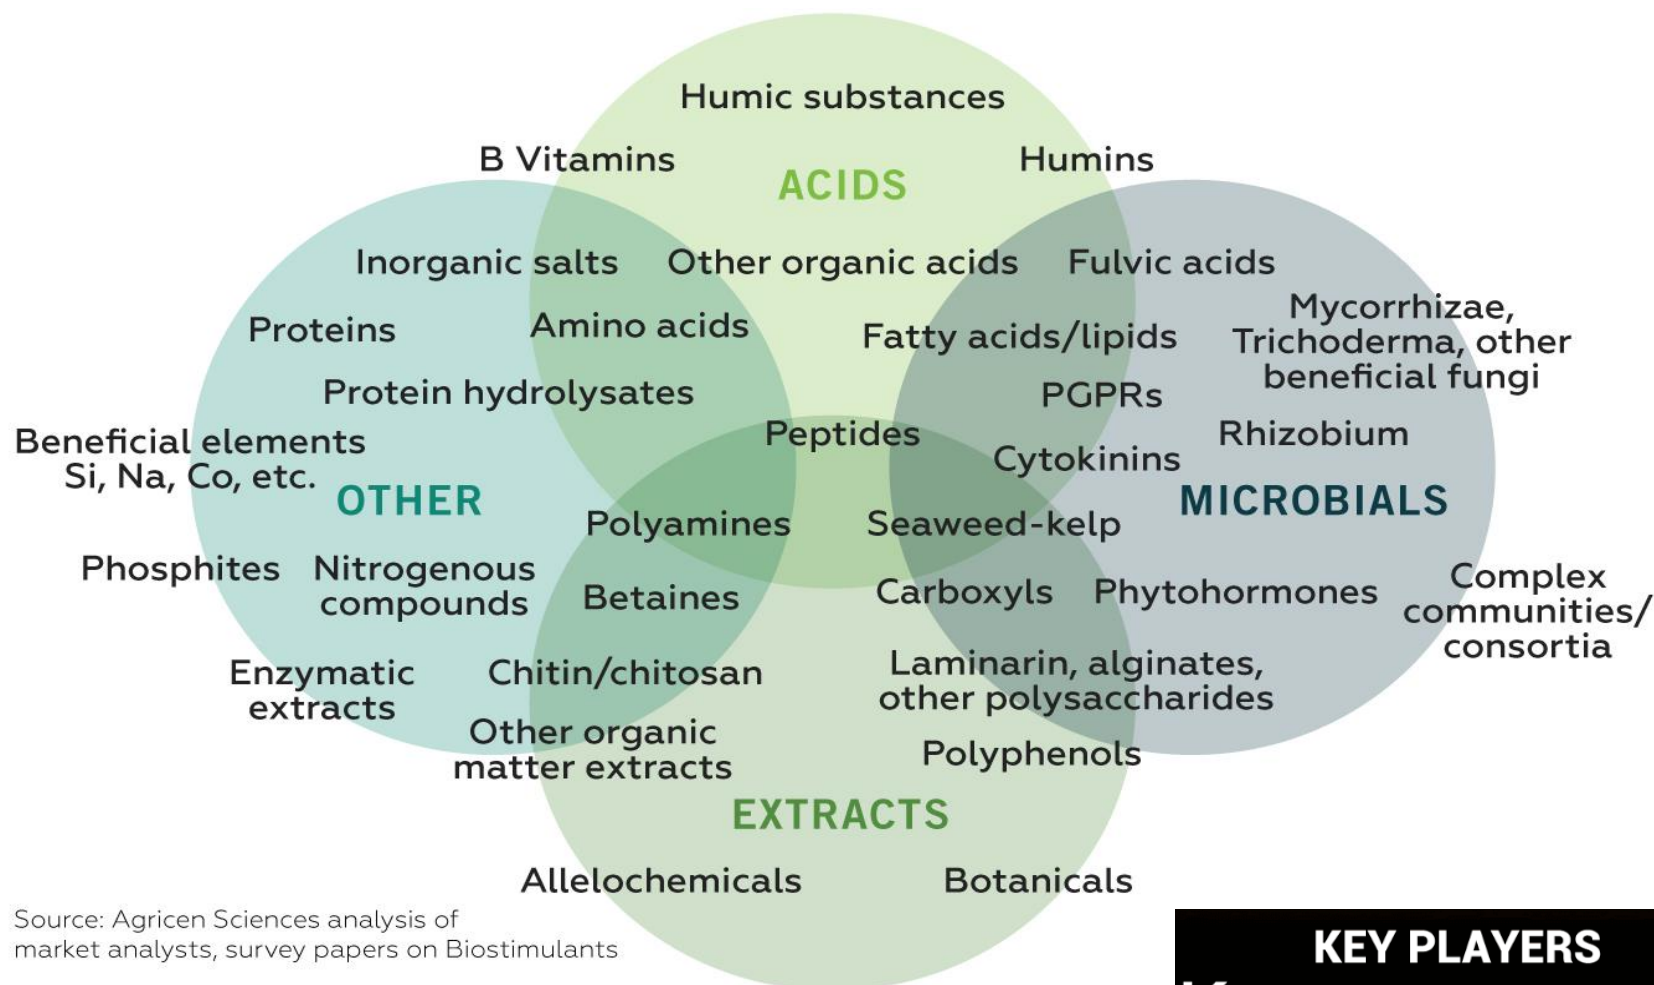 Humic substances
B Vitamins
Humins
ACIDS
Inorganic salts
Other organic acids
Fulvic acids
Mycorrhizae,
Trichoderma, other
beneficial fungi
Proteins
Amino acids
Fatty acids/lipids
Protein hydrolysates
PGPRs
Peptides
Rhizobium
Beneficial elements
Si, Na, Co, etc.
Cytokinins
OTHER
MICROBIALS
Polyamines
Seaweed-kelp
Phosphites
Nitrogenous
compounds
Betaines
Carboxyls
Phytohormones
Complex
communities/
consortia
Enzymatic
extracts
Chitin/chitosan
Laminarin, alginates,
other polysaccharides
Other organic
matter extracts
Polyphenols
EXTRACTS
Allelochemicals
Botanicals
Source: Agricen Sciences analysis of
market analysts, survey papers on Biostimulants
KEY PLAYERS